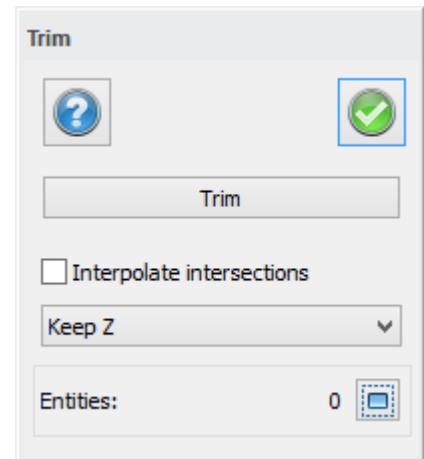 Trim
Trim
Interpolate intersections
Keep Z
Entities: 0